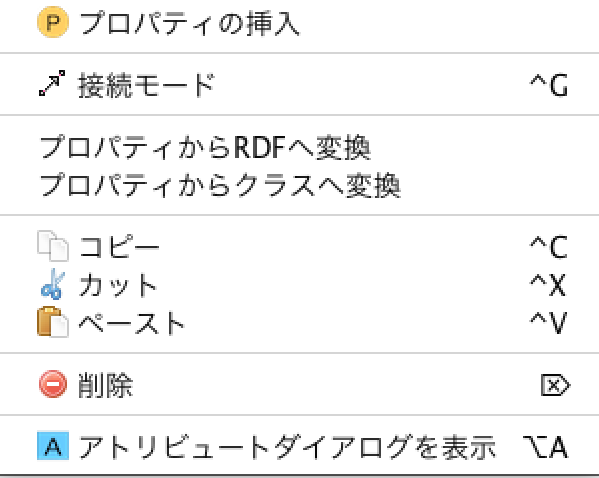 P プロパティの挿入
接続モード ^G
プロパティからRDFへ変換
プロパティからクラスへ変換
コピー ^C
カット ^X
ペースト ^V
削除 ⌦
A アトリビュートダイアログを表示 ⌥A